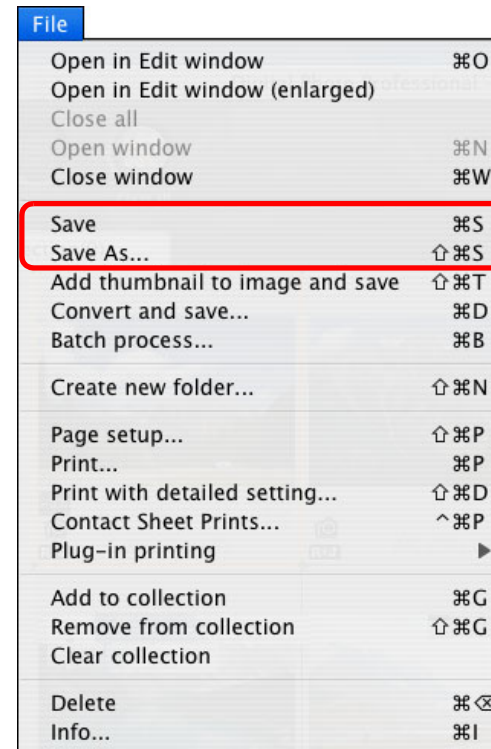 File
Open in Edit window ⌘O
Open in Edit window (enlarged)
Close all
Open window ⌘N
Close window ⌘W
Save ⌘S
Save As... ⇧⌘S
Add thumbnail to image and save ⇧⌘T
Convert and save... ⌘D
Batch process... ⌘B
Create new folder... ⇧⌘N
Page setup... ⇧⌘P
Print... ⌘P
Print with detailed setting... ⇧⌘D
Contact Sheet Prints... ^⌘P
Plug-in printing ▶
Add to collection ⌘G
Remove from collection ⇧⌘G
Clear collection
Delete ⌘⌫
Info... ⌘I